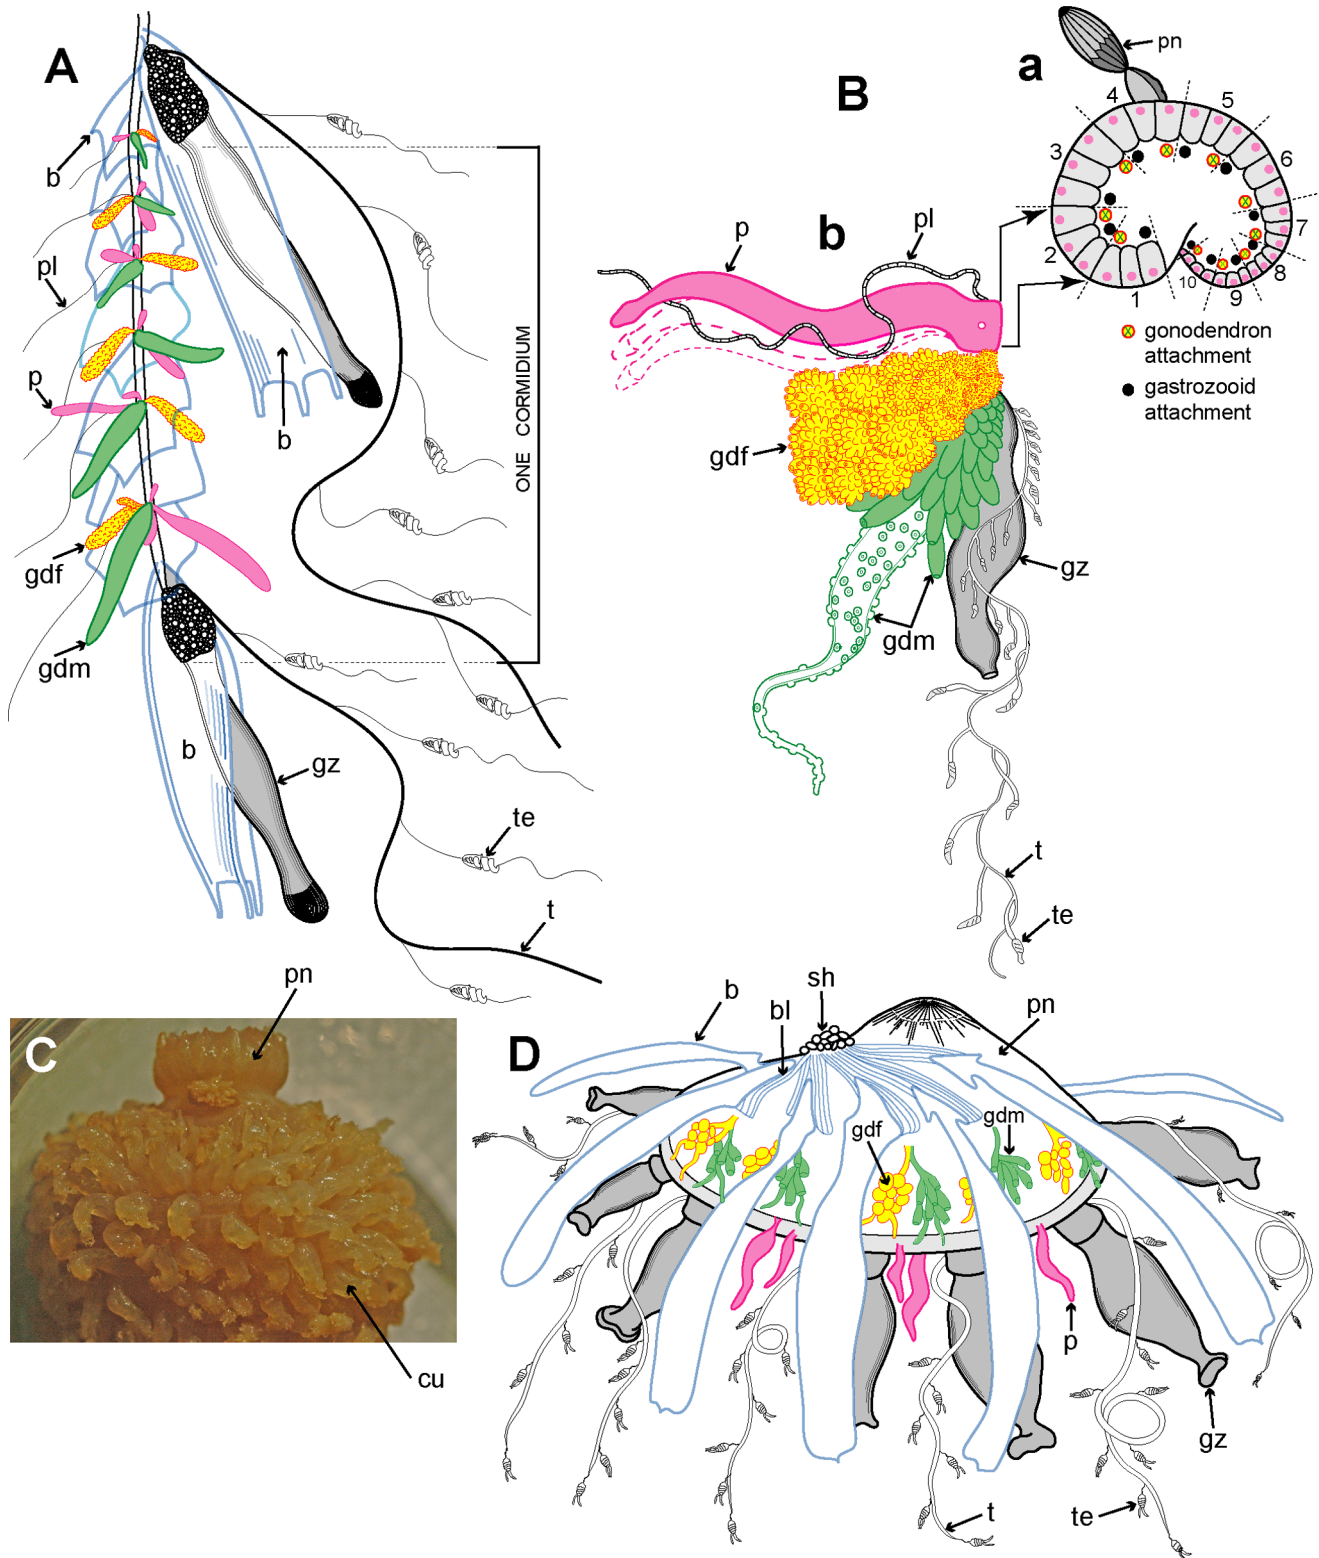 A
b
pl
p
gdf
gdm
b
b
gz
te
t
ONE CORMIDIUM
B
a
pn
4
5
3
6
2
7
1
10
9
8
gonodendron
attachment
gastrozooid
attachment
b
p
pl
gdf
gdm
gz
t
te
C
pn
cu
D
b
bl
sh
pn
gdf
gdm
p
gz
t
te